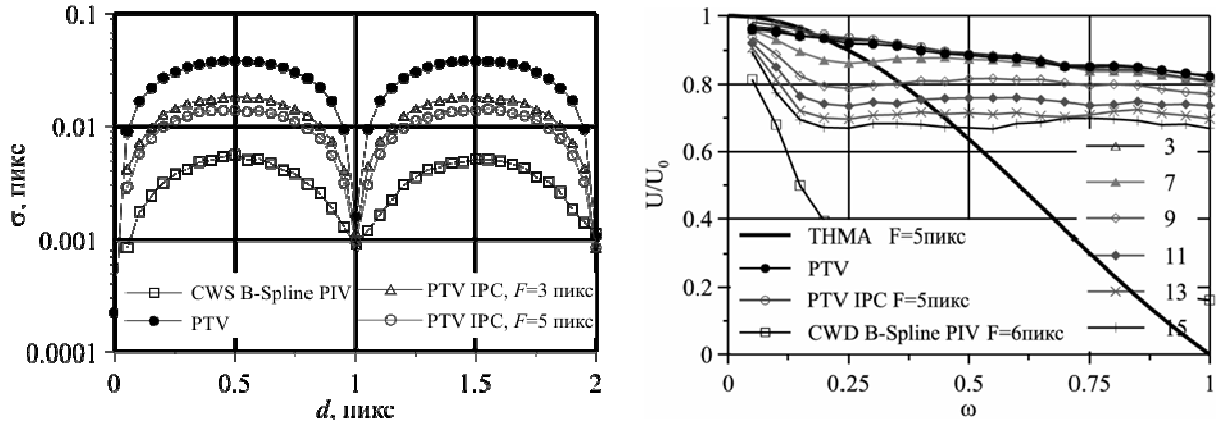 0.1
0.01
0.001
0.0001
σ, пикс
CWS B-Spline PIV
PTV
PTV IPC, F=3 пикс
PTV IPC, F=5 пикс
0
0.5
1
1.5
2
d, пикс
1
0.8
0.6
0.4
0.2
0
U/U0
THMA F=5пикс
PTV
PTV IPC F=5пикс
CWD B-Spline PIV F=6пикс
3
7
9
11
13
15
0
0.25
0.5
0.75
1
ω